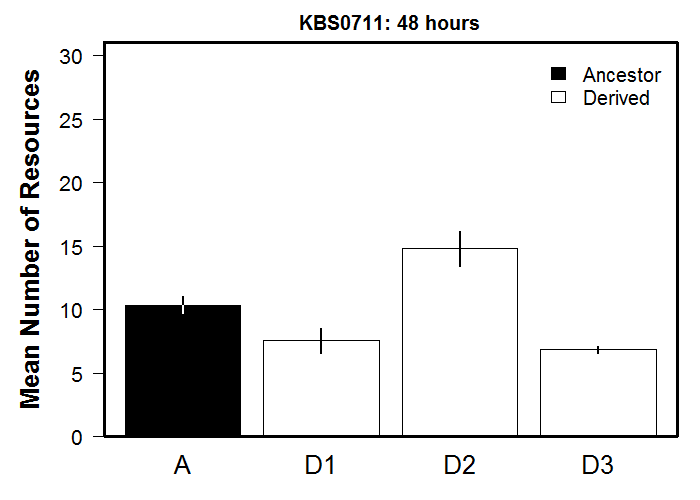 KBS0711: 48 hours
Mean Number of Resources
30
25
20
15
10
5
0
Ancestor
Derived
A D1 D2 D3